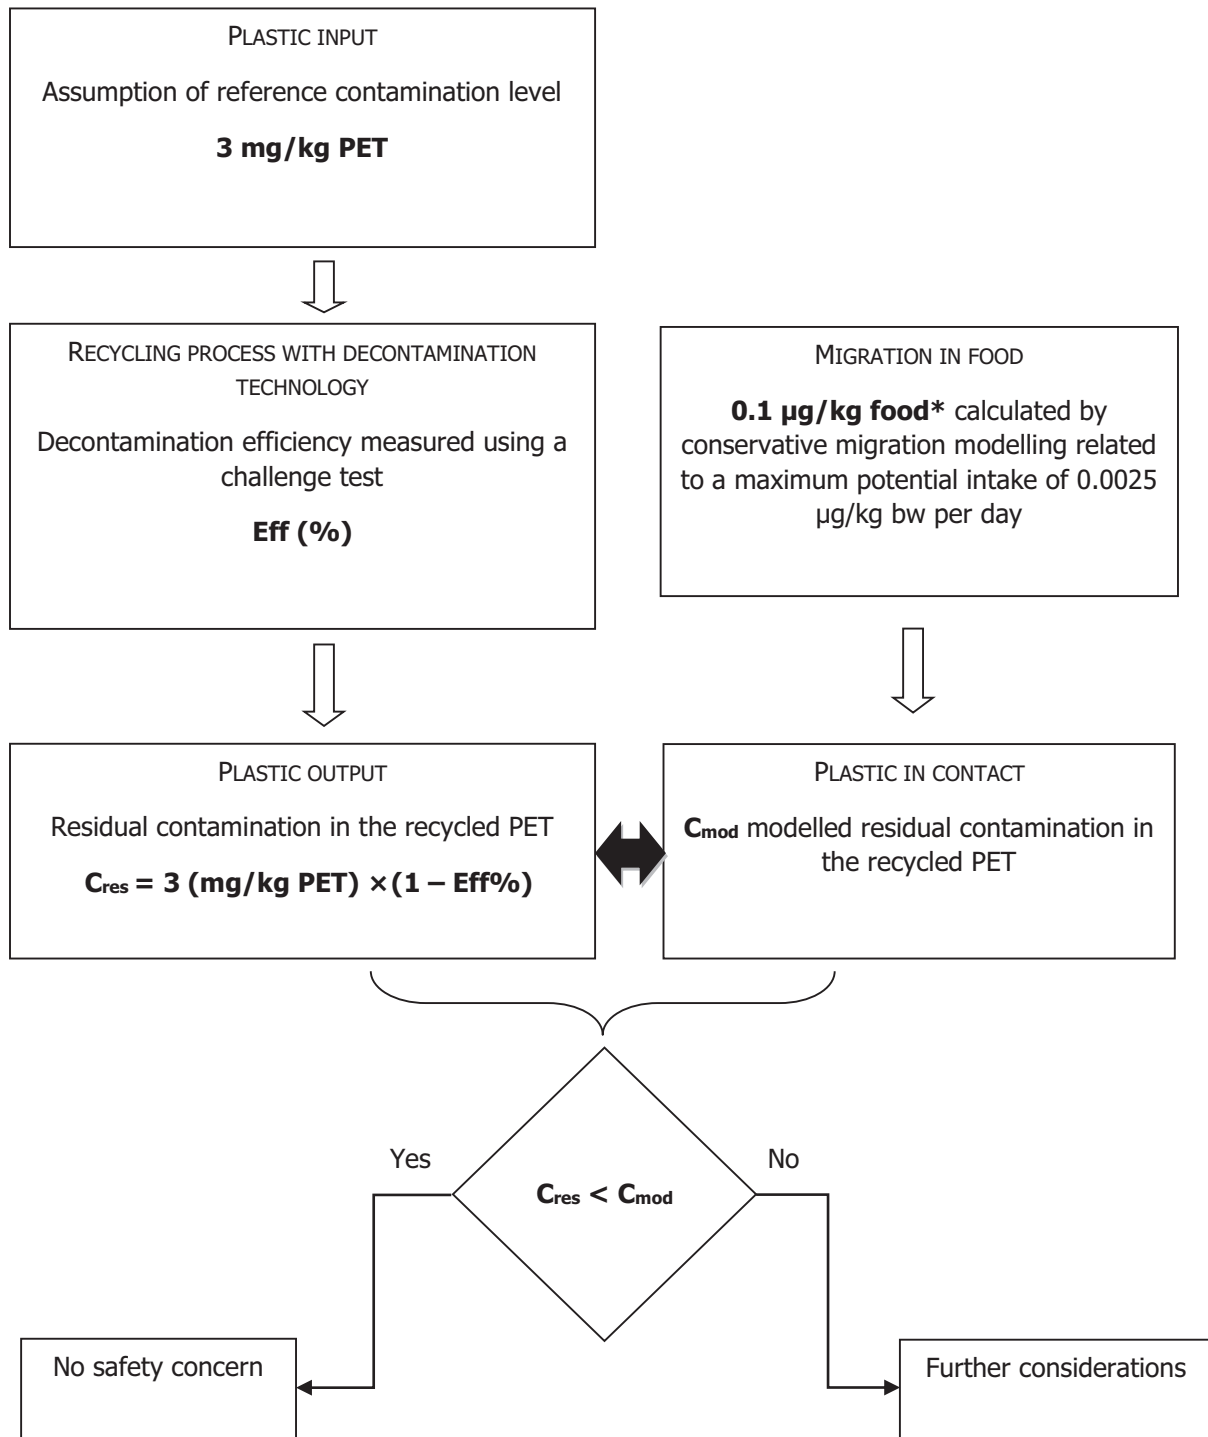 PLASTIC INPUT
Assumption of reference contamination level
3 mg/kg PET
RECYCLING PROCESS WITH DECONTAMINATION
TECHNOLOGY
Decontamination efficiency measured using a
challenge test
Eff (%)
MIGRATION IN FOOD
0.1 µg/kg food* calculated by
conservative migration modelling related
to a maximum potential intake of 0.0025
µg/kg bw per day
PLASTIC OUTPUT
Residual contamination in the recycled PET
Cres = 3 (mg/kg PET) ×(1 – Eff%)
PLASTIC IN CONTACT
Cmod modelled residual contamination in
the recycled PET
Yes
No
Cres < Cmod
No safety concern
Further considerations